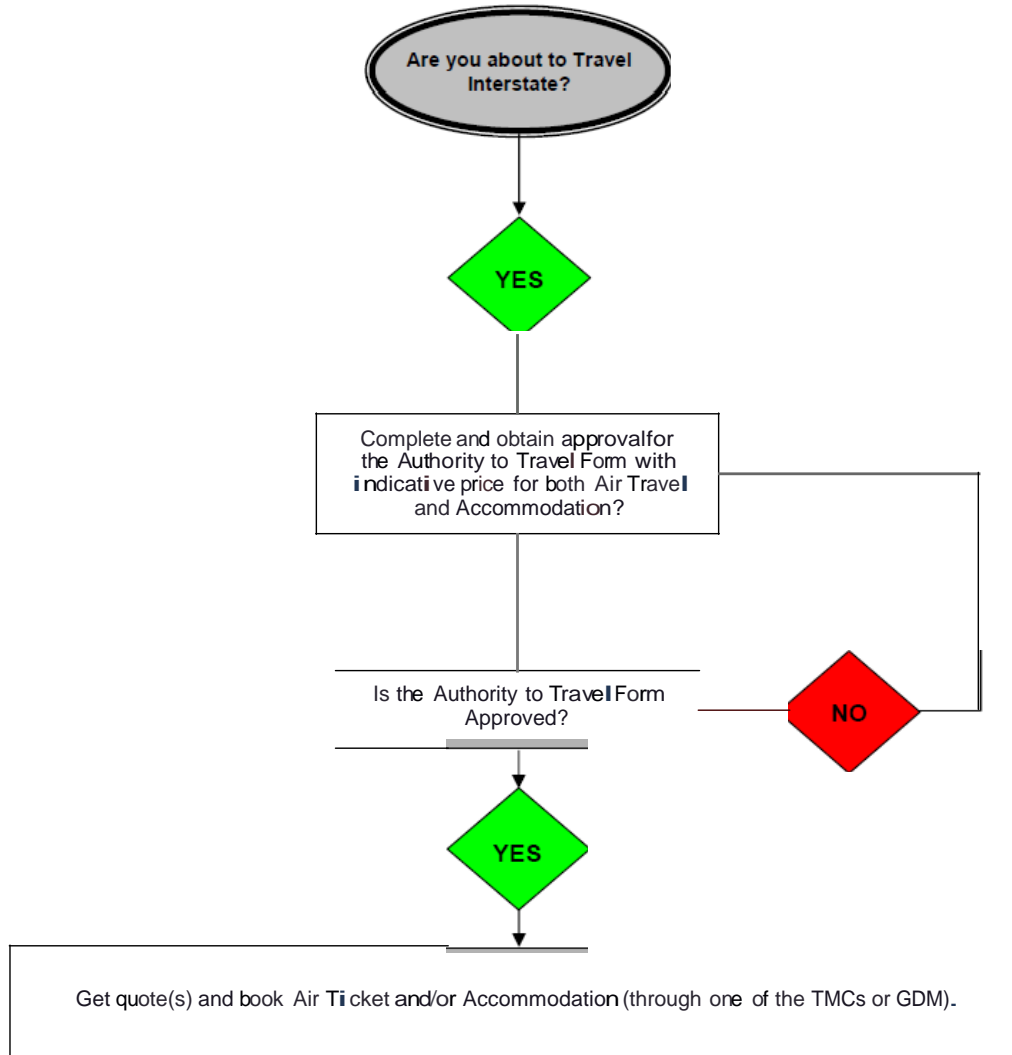 Are you about to Travel
Interstate?
YES
Complete and obtain approvalfor
the Authority to Travel Form with
indicative price for both Air Travel
and Accommodation?
Is the Authority to Travel Form
Approved?
NO
YES
Get quote(s) and book Air Ticket and/or Accommodation (through one of the TMCs or GDM).